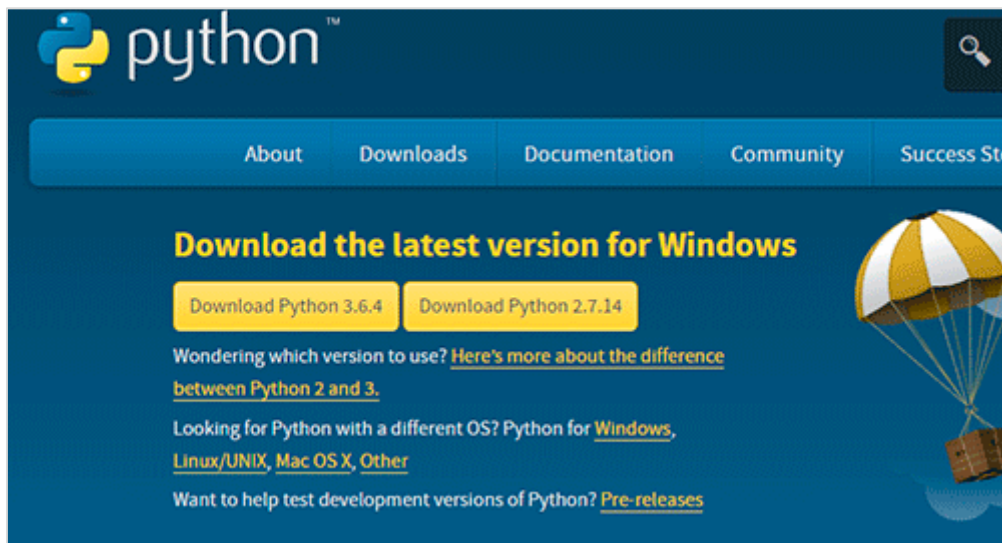 python™
About Downloads Documentation Community Success
Download the latest version for Windows
Download Python 3.6.4 Download Python 2.7.14
Wondering which version to use? Here's more about the difference
between Python 2 and 3.
Looking for Python with a different OS? Python for Windows,
Linux/UNIX, Mac OS X, Other
Want to help test development versions of Python? Pre-releases